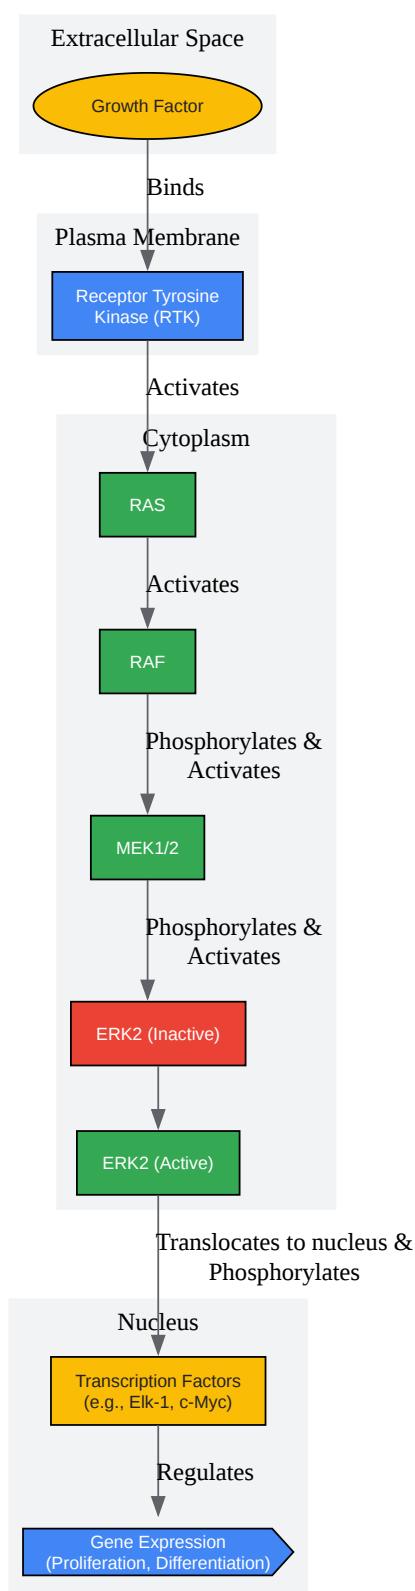 Extracellular Space
Growth Factor
Binds
Plasma Membrane
Receptor Tyrosine
Kinase (RTK)
Activates
Cytoplasm
RAS
Activates
RAF
Phosphorylates &
Activates
MEK1/2
Phosphorylates &
Activates
ERK2 (Inactive)
ERK2 (Active)
Translocates to nucleus &
Phosphorylates
Nucleus
Transcription Factors
(e.g., Elk-1, c-Myc)
Regulates
Gene Expression
(Proliferation, Differentiation)